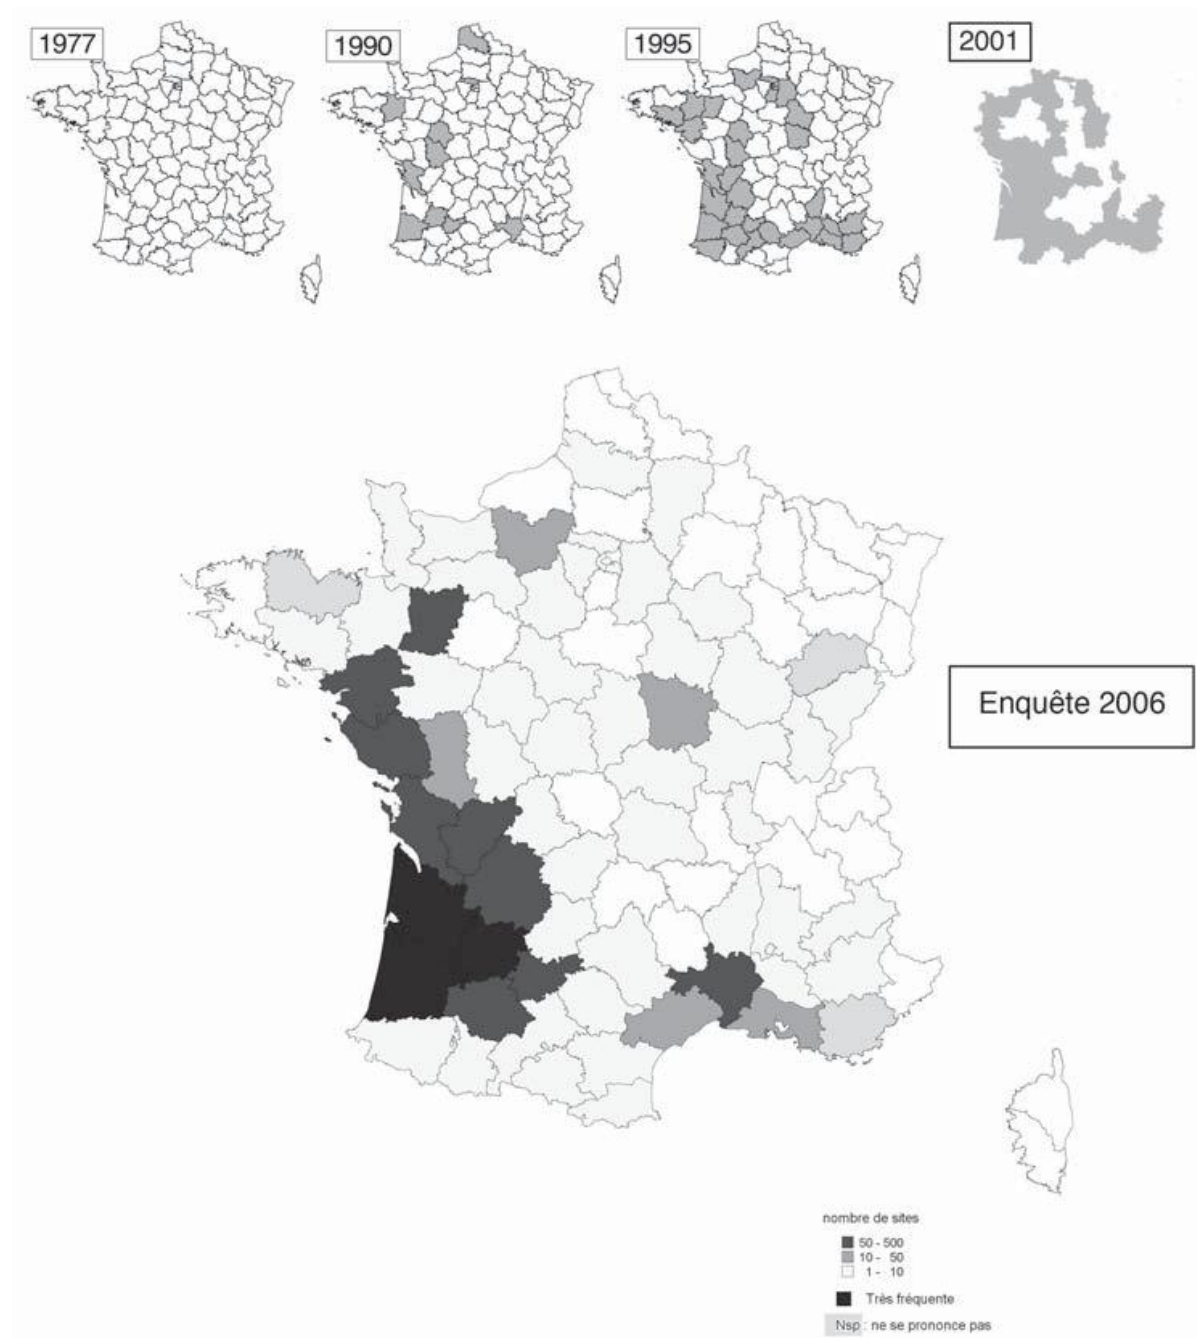 1977
1990
1995
2001
Enquête 2006
nombre de sites
50 - 500
10 - 50
1 - 10
Très fréquente
Nsp : ne se prononce pas